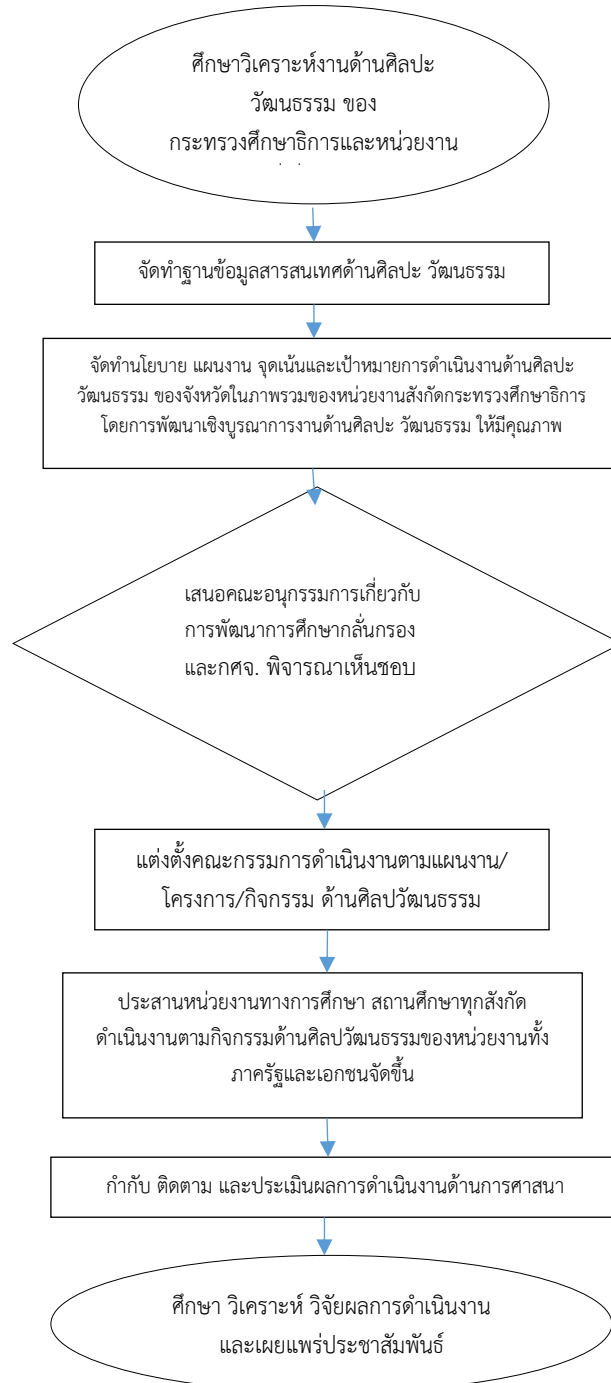 ศึกษาวิเคราะห์งานด้านศิลปะ
วัฒนธรรม ของ
กระทรวงศึกษาธิการและหน่วยงาน
จัดทำฐานข้อมูลสารสนเทศด้านศิลปะ วัฒนธรรม
จัดทำนโยบาย แผนงาน จุดเน้นและเป้าหมายการดำเนินงานด้านศิลปะ
วัฒนธรรม ของจังหวัดในภาพรวมของหน่วยงานสังกัดกระทรวงศึกษาธิการ
โดยการพัฒนาเชิงบูรณาการงานด้านศิลปะ วัฒนธรรม ให้มีคุณภาพ
เสนอคณะอนุกรรมการเกี่ยวกับ
การพัฒนาการศึกษากลั่นกรอง
และกศจ. พิจารณาเห็นชอบ
แต่งตั้งคณะกรรมการดำเนินงานตามแผนงาน/
โครงการ/กิจกรรม ด้านศิลปวัฒนธรรม
ประสานหน่วยงานทางการศึกษา สถานศึกษาทุกสังกัด
ดำเนินงานตามกิจกรรมด้านศิลปวัฒนธรรมของหน่วยงานทั้ง
ภาครัฐและเอกชนจัดขึ้น
กำกับ ติดตาม และประเมินผลการดำเนินงานด้านการศาสนา
ศึกษา วิเคราะห์ วิจัยผลการดำเนินงาน
และเผยแพร่ประชาสัมพันธ์